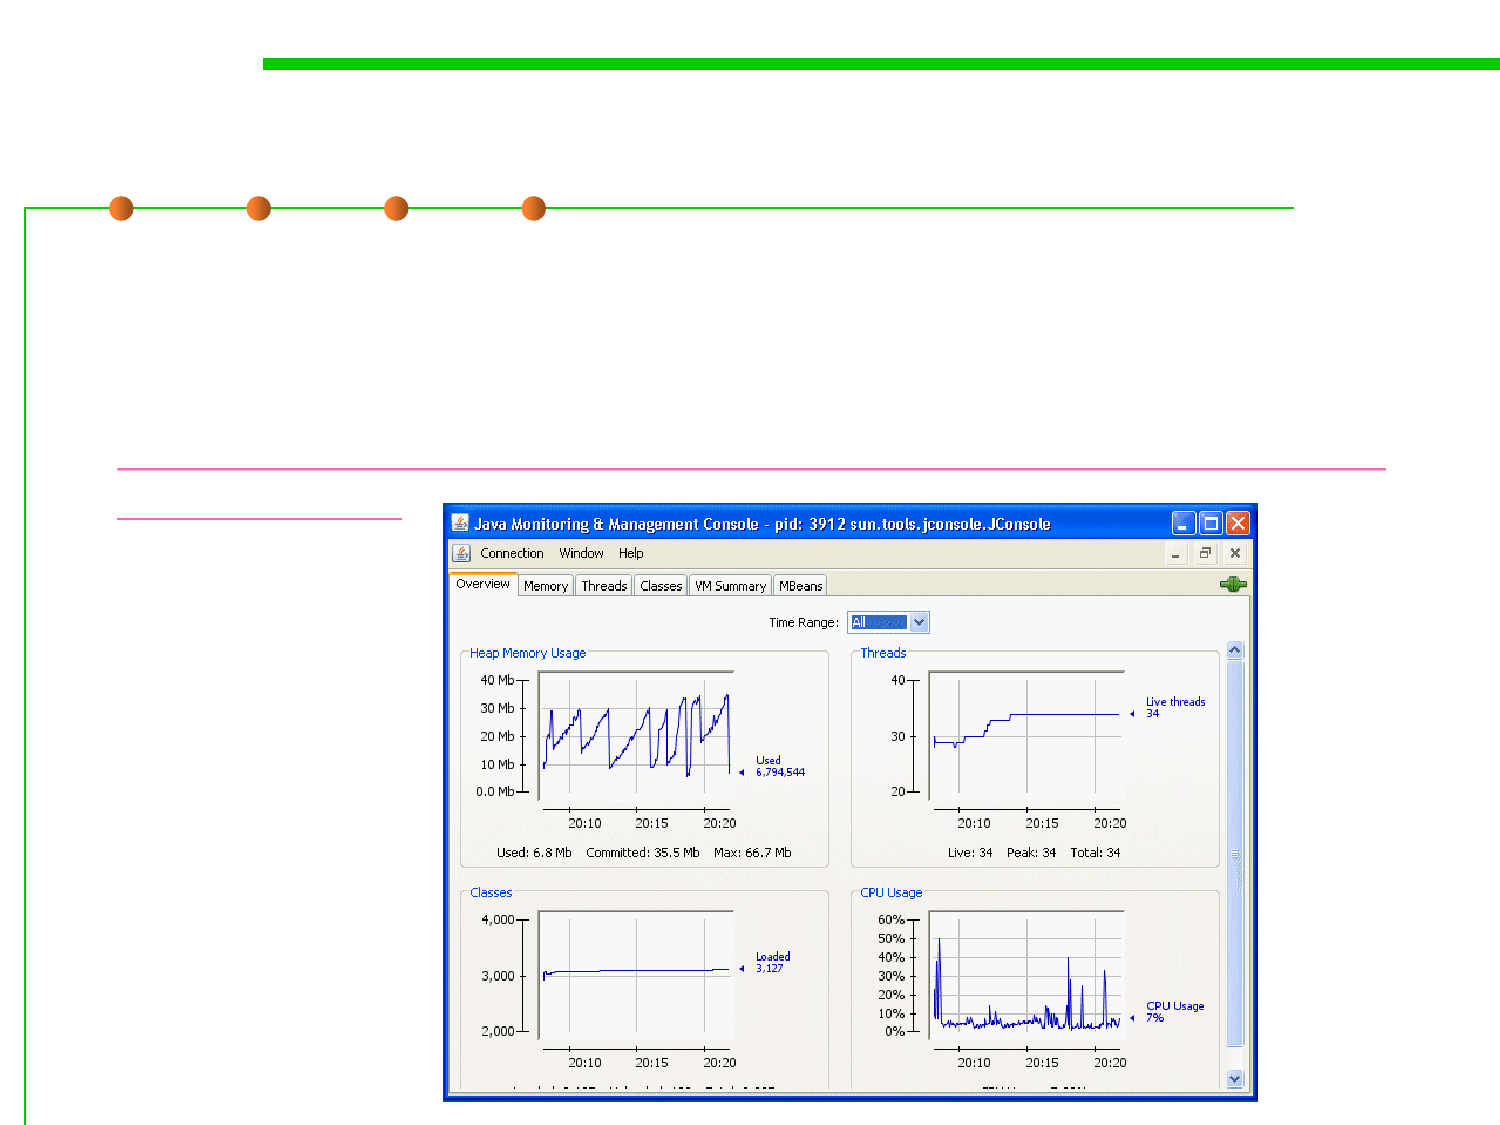 Java Monitoring & Management Console - pid: 3912 sun.tools.jconsole.JConsole
Connection Window Help
Overview Memory Threads Classes VM Summary MBeans
Time Range: All
Heap Memory Usage
40 Mb
30 Mb
20 Mb
10 Mb
0.0 Mb
Used
6,794,544
20:10 20:15 20:20
Used: 6.8 Mb Committed: 35.5 Mb Max: 66.7 Mb
Threads
40
30
20
Live threads
34
20:10 20:15 20:20
Live: 34 Peak: 34 Total: 34
Classes
4,000
3,000
2,000
Loaded
3,127
20:10 20:15 20:20
CPU Usage
60%
50%
40%
30%
20%
10%
0%
CPU Usage
7%
20:10 20:15 20:20